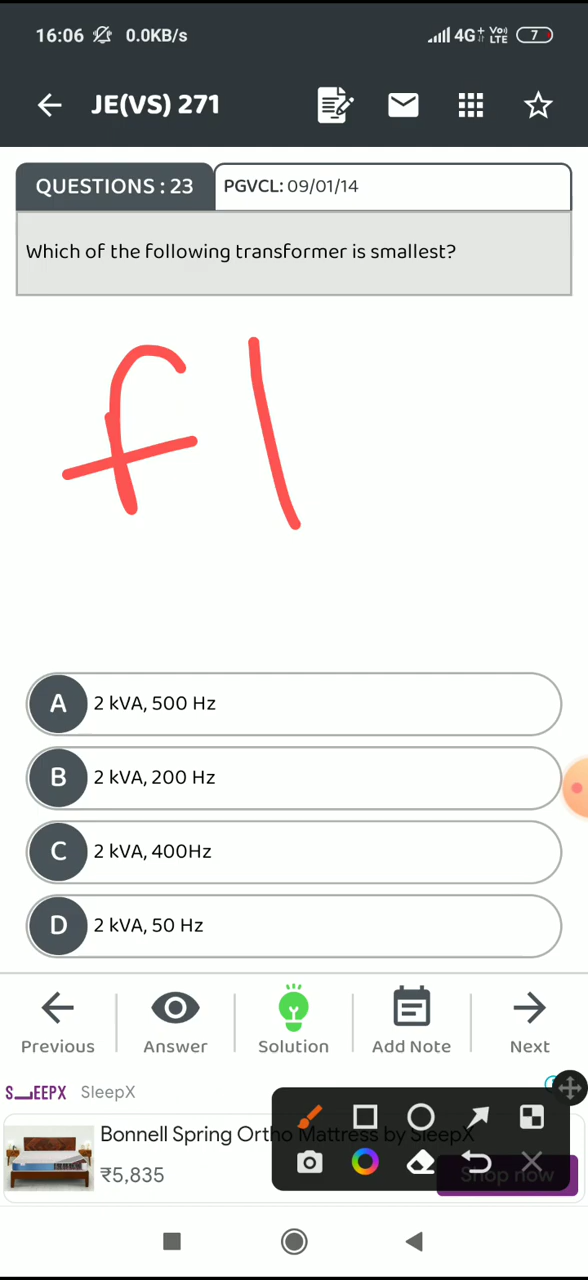 16:06 0.0KB/s 4G+ Vo) LTE 7
JE(VS) 271
QUESTIONS : 23 PGVCL: 09/01/14
Which of the following transformer is smallest?
f
A 2 kVA, 500 Hz
B 2 kVA, 200 Hz
C 2 kVA, 400Hz
D 2 kVA, 50 Hz
Previous Answer Solution Add Note Next
SLEEPX SleepX
Bonnell Spring Ortho Mattress by SleepX
₹5,835 Shop now